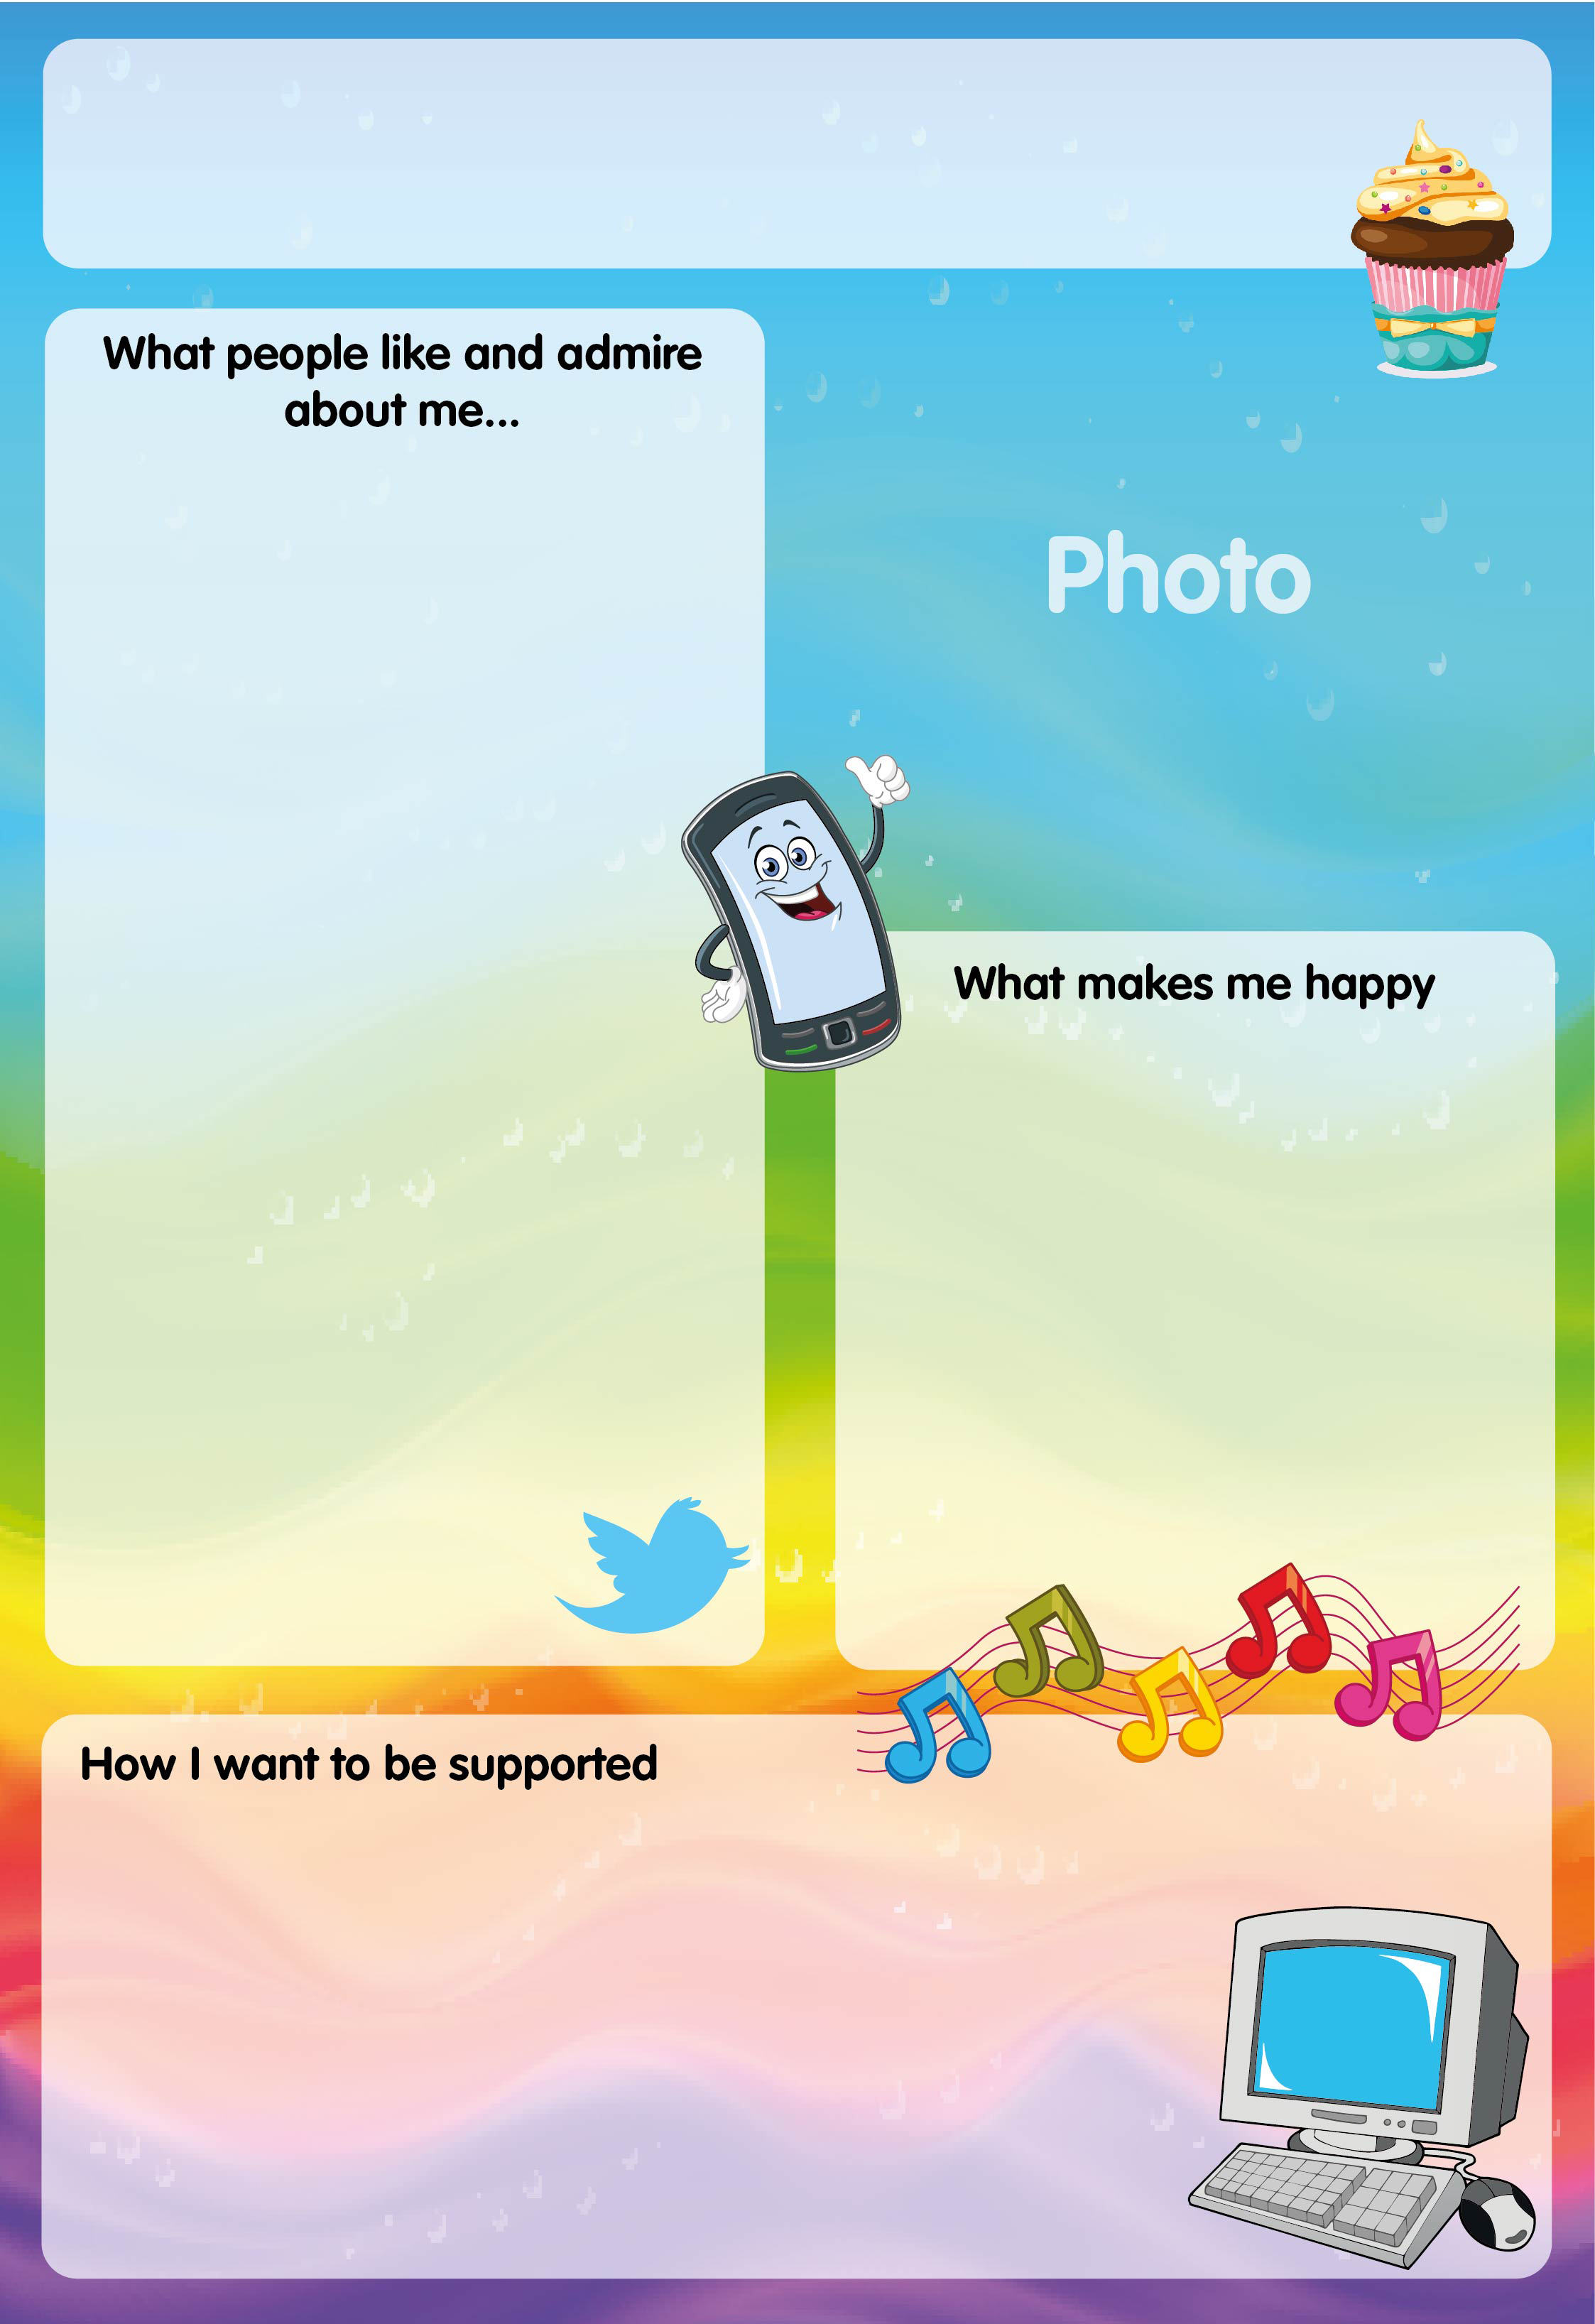 What people like and admire
about me...
Photo
What makes me happy
How I want to be supported